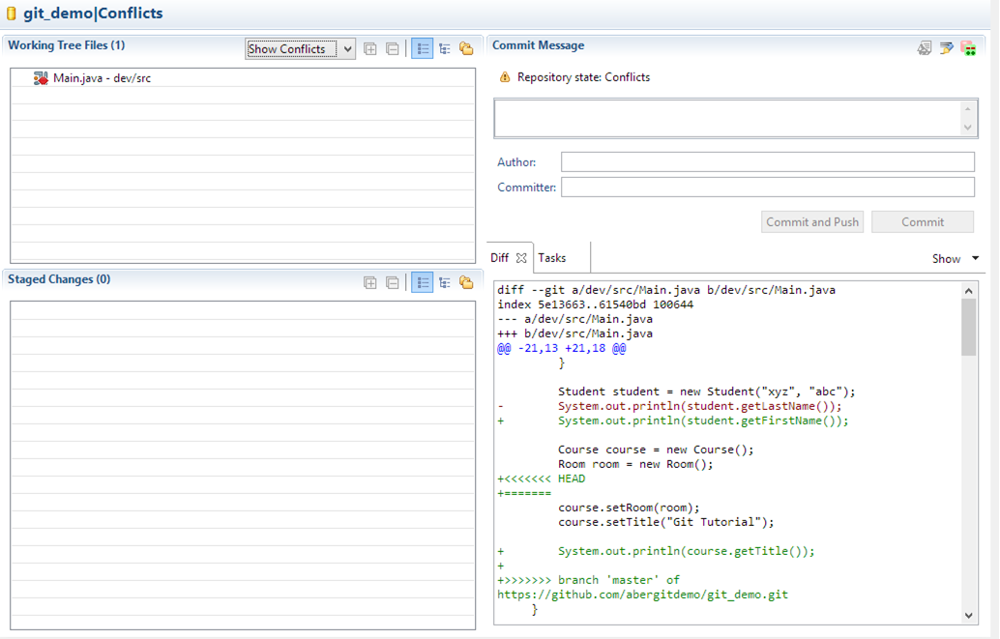 git_demo|Conflicts
Working Tree Files (1)
Show Conflicts
Main.java - dev/src
Staged Changes (0)
Commit Message
Repository state: Conflicts
Author:
Committer:
Commit and Push
Commit
Diff
Tasks
Show
diff --git a/dev/src/Main.java b/dev/src/Main.java
index 5e13663..61540bd 100644
--- a/dev/src/Main.java
+++ b/dev/src/Main.java
@@ -21,13 +21,18 @@
         }
         Student student = new Student("xyz", "abc");
-        System.out.println(student.getLastName());
+        System.out.println(student.getFirstName());
         Course course = new Course();
         Room room = new Room();
+<<<<<<< HEAD
+=======
         course.setRoom(room);
         course.setTitle("Git Tutorial");
+        System.out.println(course.getTitle());
+
+>>>>>>> branch 'master' of
https://github.com/abergitdemo/git_demo.git
     }